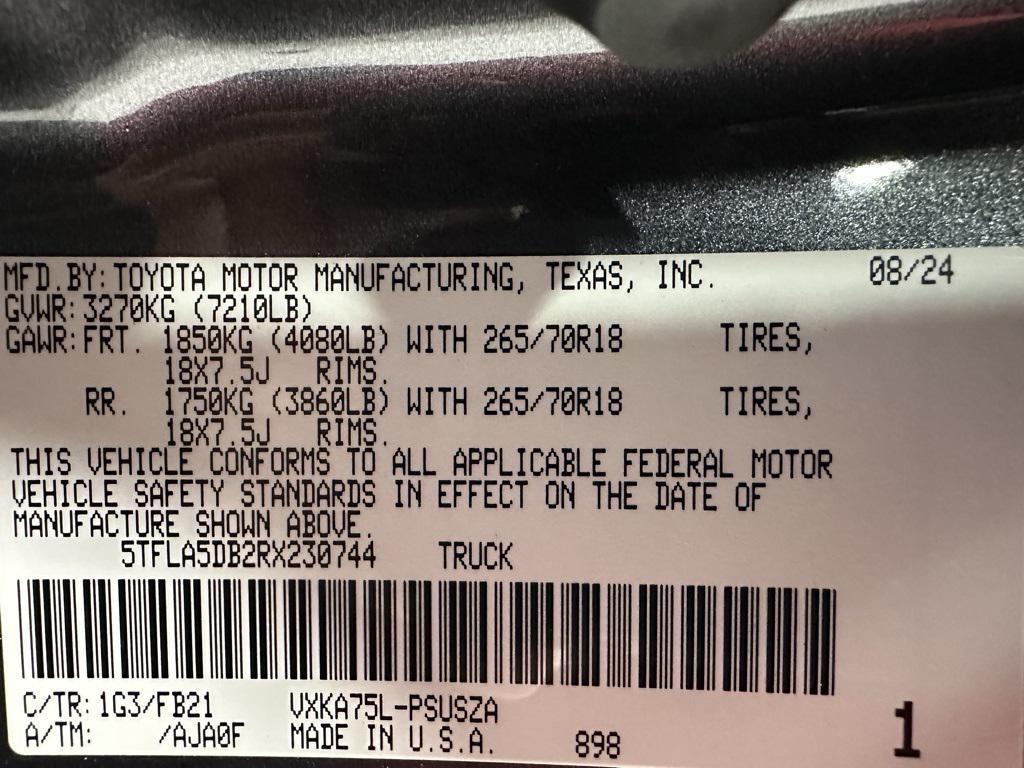 MFD.BY: TOYOTA MOTOR MANUFACTURING, TEXAS, INC. 08/24
GVWR: 3270KG (7210LB)
GAWR: FRT. 1850KG (4080LB) WITH 265/70R18 TIRES,
18X7.5J RIMS.
RR. 1750KG (3860LB) WITH 265/70R18 TIRES,
18X7.5J RIMS.
THIS VEHICLE CONFORMS TO ALL APPLICABLE FEDERAL MOTOR
VEHICLE SAFETY STANDARDS IN EFFECT ON THE DATE OF
MANUFACTURE SHOWN ABOVE.
5TFLA5DB2RX230744 TRUCK
C/TR: 1G3/FB21 VXKA75L-PSUSZA
A/TM: /AJA0F MADE IN U.S.A. 898 1